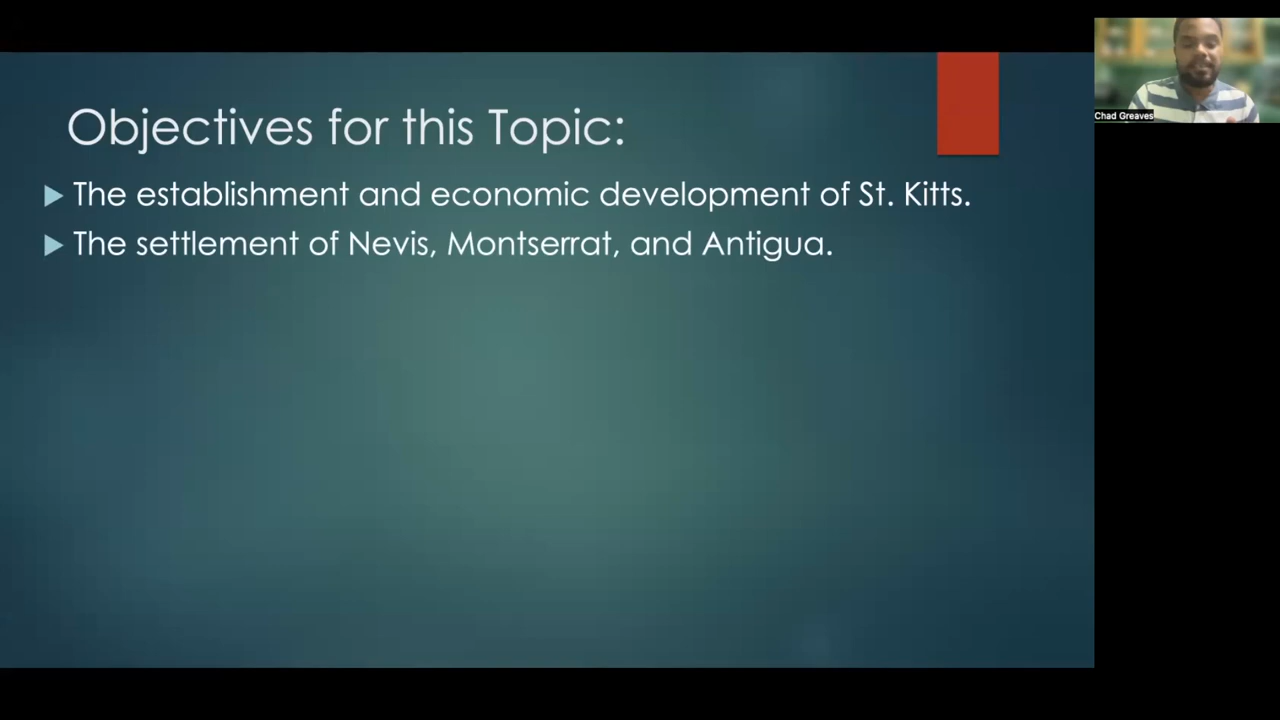 Objectives for this Topic:
The establishment and economic development of St. Kitts.
The settlement of Nevis, Montserrat, and Antigua.
Chad Greaves